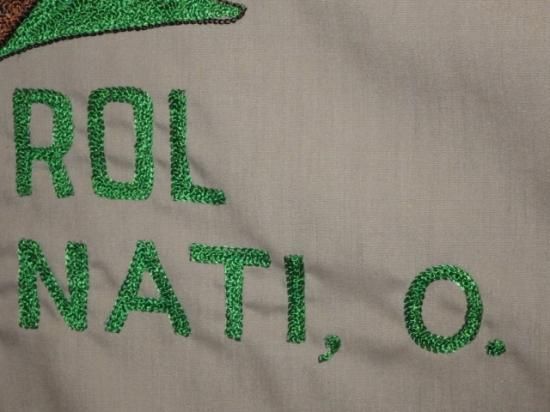 ROL
NATI, O.